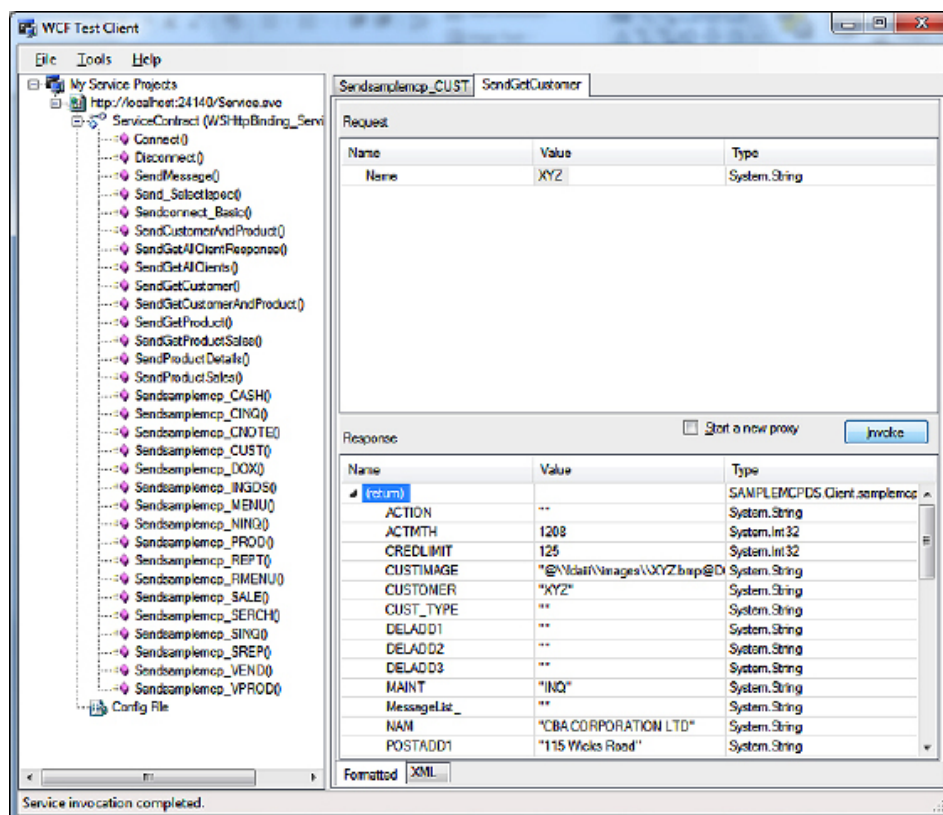 WCF Test Client
File Tools Help
My Service Projects
http://localhost:24140/Service.svc
ServiceContract (WSHttpBinding_Servi
Connect()
Disconnect()
SendMessage()
Send_SelectIspec()
Sendconnect_Basic()
SendCustomerAndProduct()
SendGetAllClientResponse()
SendGetAllClients()
SendGetCustomer()
SendGetCustomerAndProduct()
SendGetProduct()
SendGetProductSales()
SendProductDetails()
SendProductSales()
Sendsamplemcp_CASH()
Sendsamplemcp_CINQ()
Sendsamplemcp_CNOTE()
Sendsamplemcp_CUST()
Sendsamplemcp_DOX()
Sendsamplemcp_INGDS()
Sendsamplemcp_MENU()
Sendsamplemcp_NINQ()
Sendsamplemcp_PROD()
Sendsamplemcp_REPT()
Sendsamplemcp_RMENU()
Sendsamplemcp_SALE()
Sendsamplemcp_SERCH()
Sendsamplemcp_SINQ()
Sendsamplemcp_SREP()
Sendsamplemcp_VEND()
Sendsamplemcp_VPROD()
Config File
Sendsamplemcp_CUST SendGetCustomer
Request
Name Value Type
Name XYZ System.String
Response Start a new proxy Invoke
Name Value Type
(return) SAMPLEMCPDS.Client.samplemcp
ACTION "" System.String
ACTMTH 1208 System.Int32
CREDLIMIT 125 System.Int32
CUSTIMAGE System.String
CUSTOMER "XYZ" System.String
CUST_TYPE "" System.String
DELADD1 "" System.String
DELADD2 "" System.String
DELADD3 "" System.String
MAINT "INQ" System.String
MessageList_ "" System.String
NAM "CBA CORPORATION LTD" System.String
POSTADD1 "115 Wicks Road" System.String
Formatted XML
Service invocation completed.